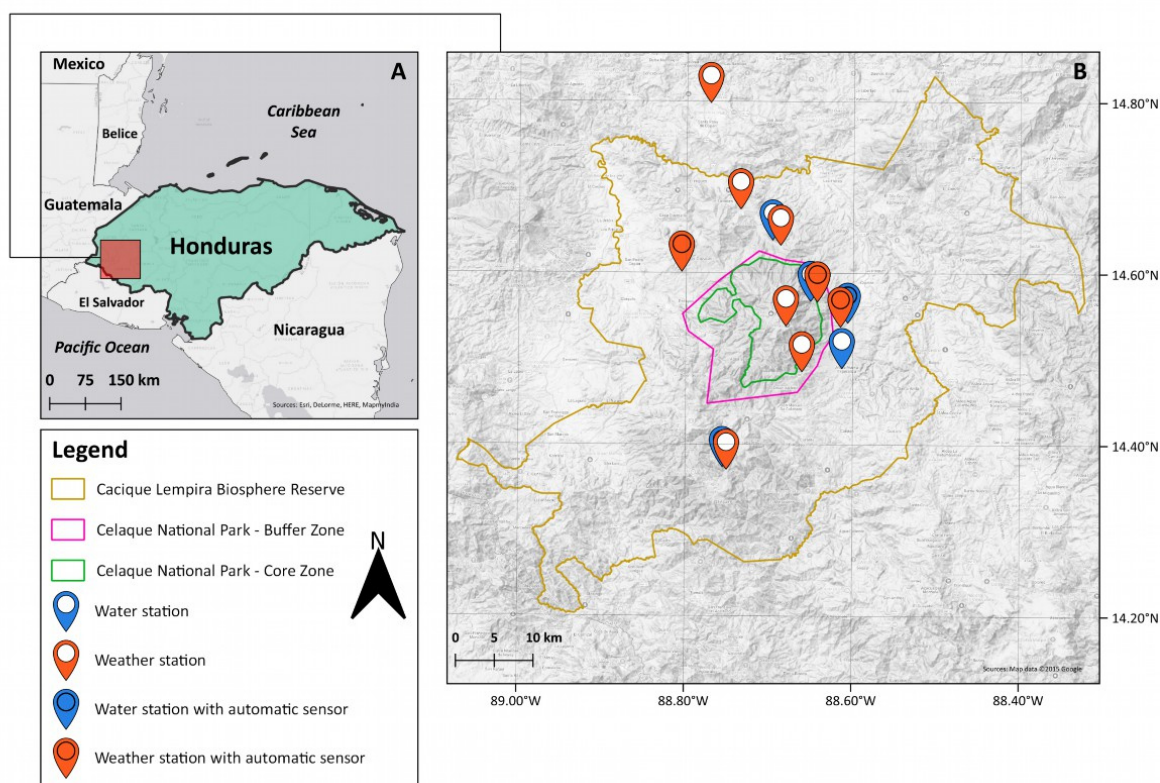 A
Mexico
Caribbean
Sea
Belice
Guatemala
Honduras
El Salvador
Nicaragua
Pacific Ocean
0 75 150 km
Sources: Esri, DeLorme, HERE, MapmyIndia
Legend
Cacique Lempira Biosphere Reserve
Celaque National Park - Buffer Zone
Celaque National Park - Core Zone
N
Water station
Weather station
Water station with automatic sensor
Weather station with automatic sensor
B
14.80°N
14.60°N
14.40°N
14.20°N
0 5 10 km
Sources: Map data ©2015 Google
89.00°W 88.80°W 88.60°W 88.40°W